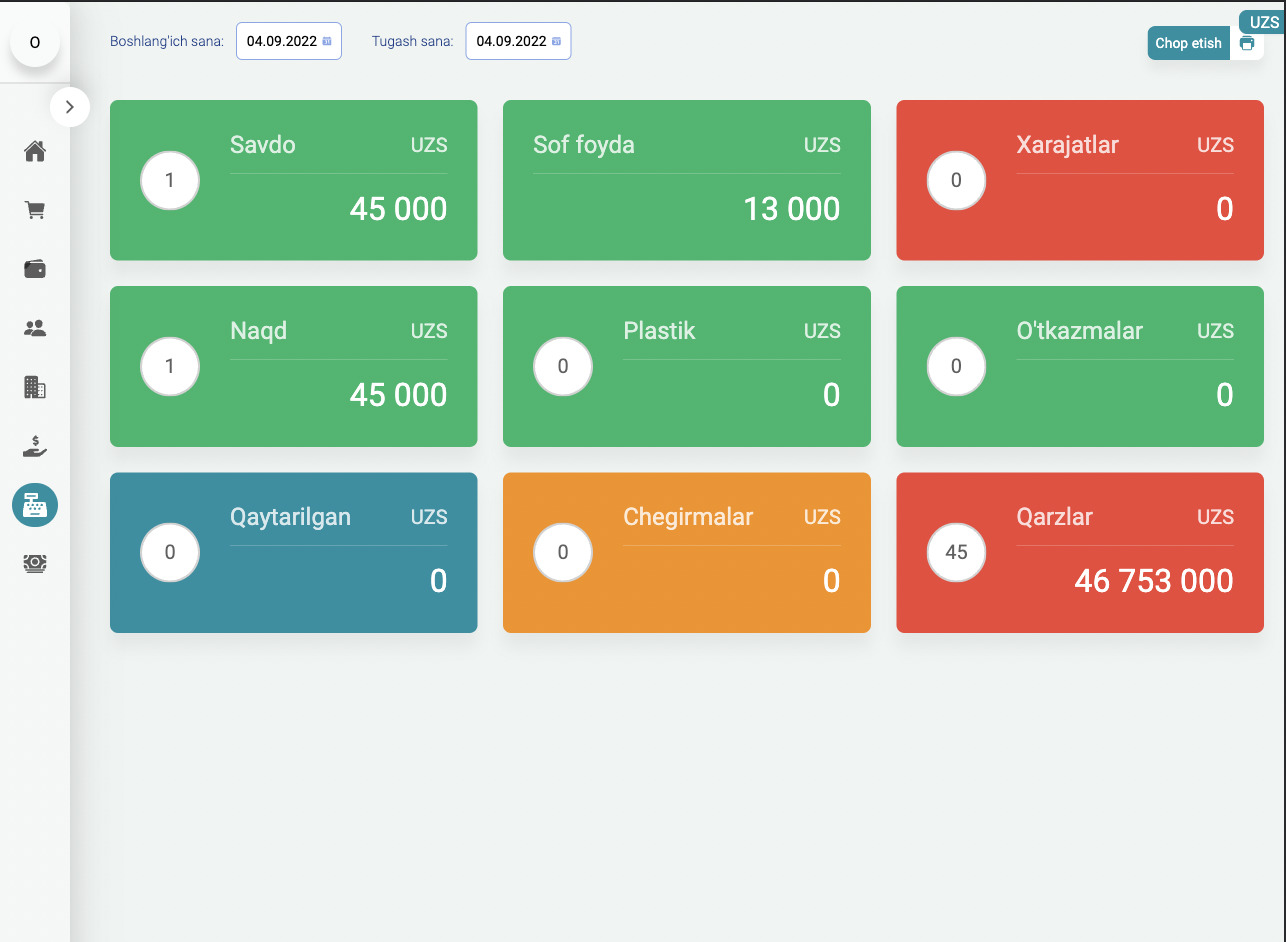 UZS
O
Boshlang'ich sana: 04.09.2022 Tugash sana: 04.09.2022 Chop etish
Savdo UZS
1
45 000
Sof foyda UZS
13 000
Xarajatlar UZS
0
0
Naqd UZS
1
45 000
Plastik UZS
0
0
O'tkazmalar UZS
0
0
Qaytarilgan UZS
0
0
Chegirmalar UZS
0
0
Qarzlar UZS
45
46 753 000